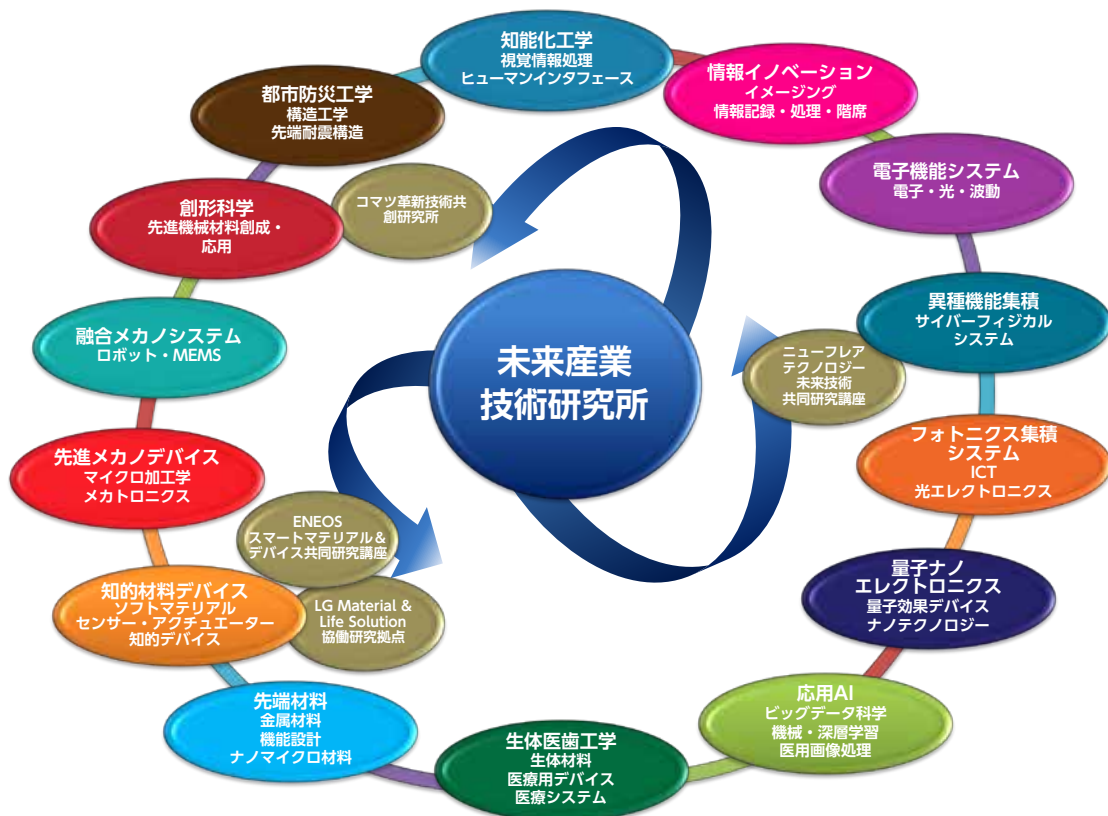 知能化工学
視覚情報処理
ヒューマンインタフェース
情報イノベーション
イメージング
情報記録・処理・階席
都市防災工学
構造工学
先端耐震構造
電子機能システム
電子・光・波動
コマツ革新技術共
創研究所
創形科学
先進機械材料創成・
応用
異種機能集積
サイバーフィジカル
システム
融合メカノシステム
ロボット・MEMS
未来産業
技術研究所
ニューフレア
テクノロジー
未来技術
共同研究講座
フォトニクス集積
システム
ICT
光エレクトロニクス
先進メカノデバイス
マイクロ加工学
メカトロニクス
ENEOS
スマートマテリアル&
デバイス共同研究講座
量子ナノ
エレクトロニクス
量子効果デバイス
ナノテクノロジー
知的材料デバイス
ソフトマテリアル
センサー・アクチュエーター
知的デバイス
LG Material &
Life Solution
協働研究拠点
応用AI
ビッグデータ科学
機械・深層学習
医用画像処理
先端材料
金属材料
機能設計
ナノマイクロ材料
生体医歯工学
生体材料
医療用デバイス
医療システム